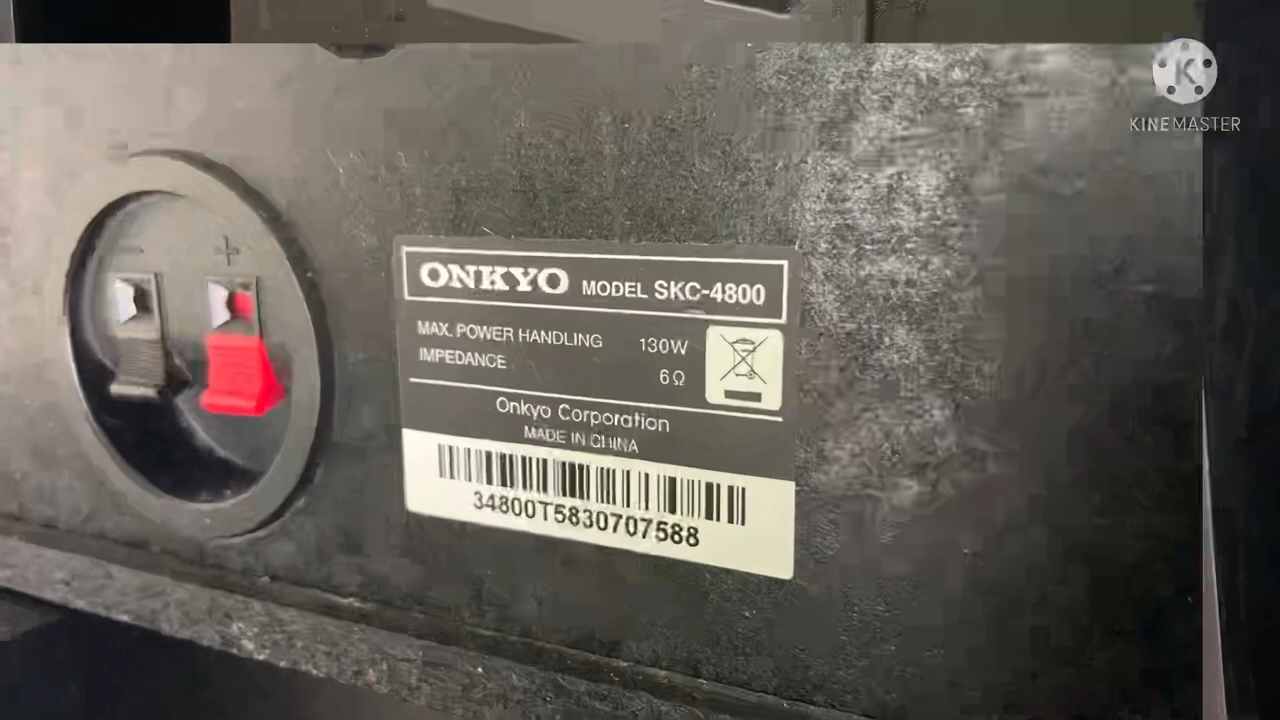 K
KINEMASTER
- +
ONKYO MODEL SKC-4800
MAX. POWER HANDLING 130W
IMPEDANCE 6Ω
Onkyo Corporation
MADE IN CHINA
34800T5830707588